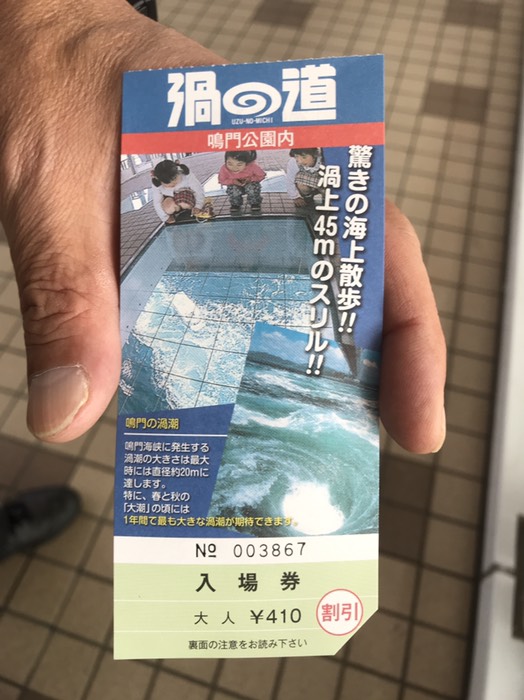 渦の道
UZU-NO-MICHI
鳴門公園内
驚きの海上散歩!!
渦上45mのスリル!!
鳴門の渦潮
鳴門海峡に発生する
渦潮の大きさは最大
時には直径約20mに
達します。
特に、春と秋の
「大潮」の頃には
1年間で最も大きな渦潮が期待できます。
№ 003867
入場券
大人 ¥410
割引
裏面の注意をお読み下さい